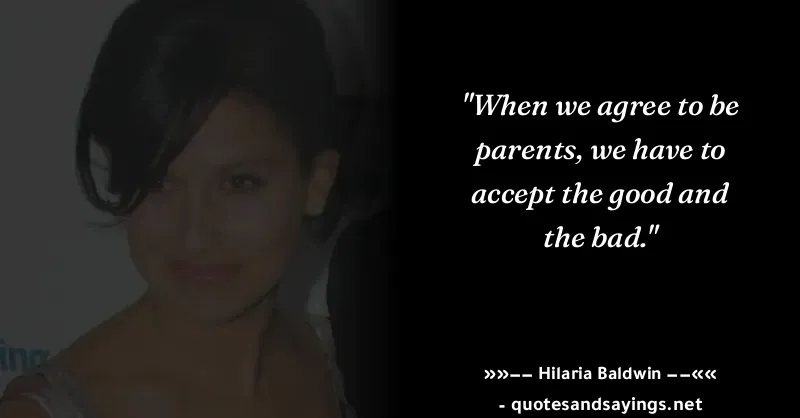 "When we agree to be
parents, we have to
accept the good and
the bad."
ing
»»−− Hilaria Baldwin −−««
- quotesandsayings.net